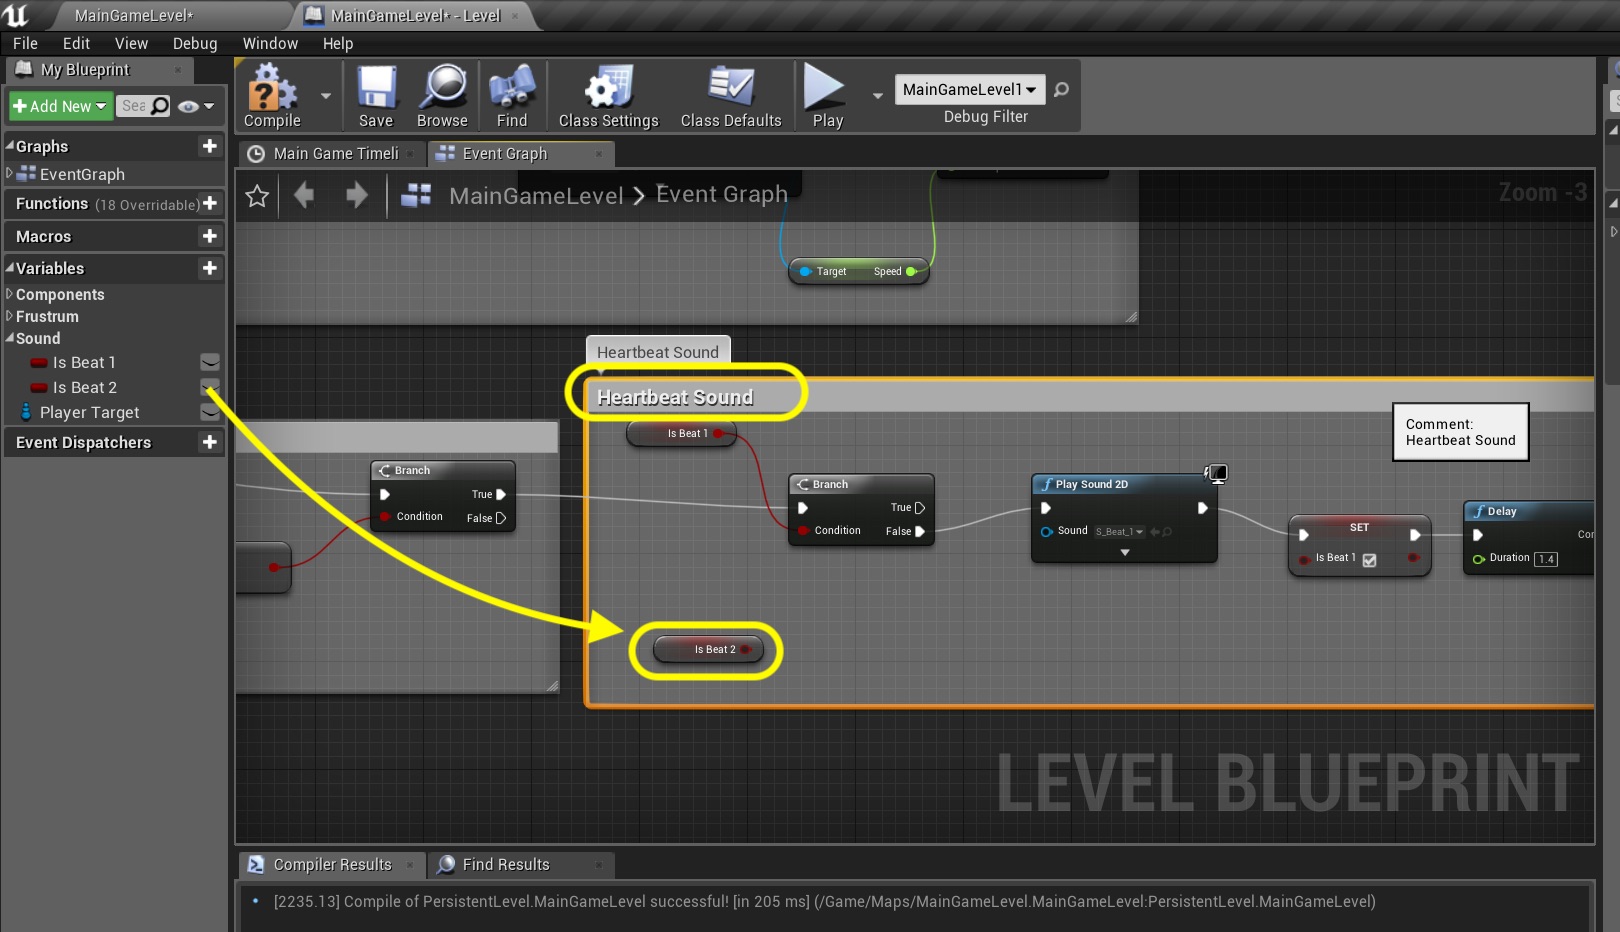 MainGameLevel*
MainGameLevel* - Level
File Edit View Debug Window Help
My Blueprint
Add New
Sea
Graphs
EventGraph
Functions (18 Overridable)
Macros
Variables
Components
Frustrum
Sound
Is Beat 1
Is Beat 2
Player Target
Event Dispatchers
Compile
Save
Browse
Find
Class Settings
Class Defaults
Play
MainGameLevel1
Debug Filter
Main Game Timeli
Event Graph
MainGameLevel > Event Graph
Zoom -3
Target Speed
Heartbeat Sound
Heartbeat Sound
Comment:
Heartbeat Sound
Is Beat 1
Branch
True
Condition
False
Branch
True
Condition
False
f Play Sound 2D
Sound S_Beat_1
SET
Is Beat 1
f Delay
Cor
Duration 1.4
Is Beat 2
LEVEL BLUEPRINT
Compiler Results
Find Results
• [2235.13] Compile of PersistentLevel.MainGameLevel successful! [in 205 ms] (/Game/Maps/MainGameLevel.MainGameLevel:PersistentLevel.MainGameLevel)